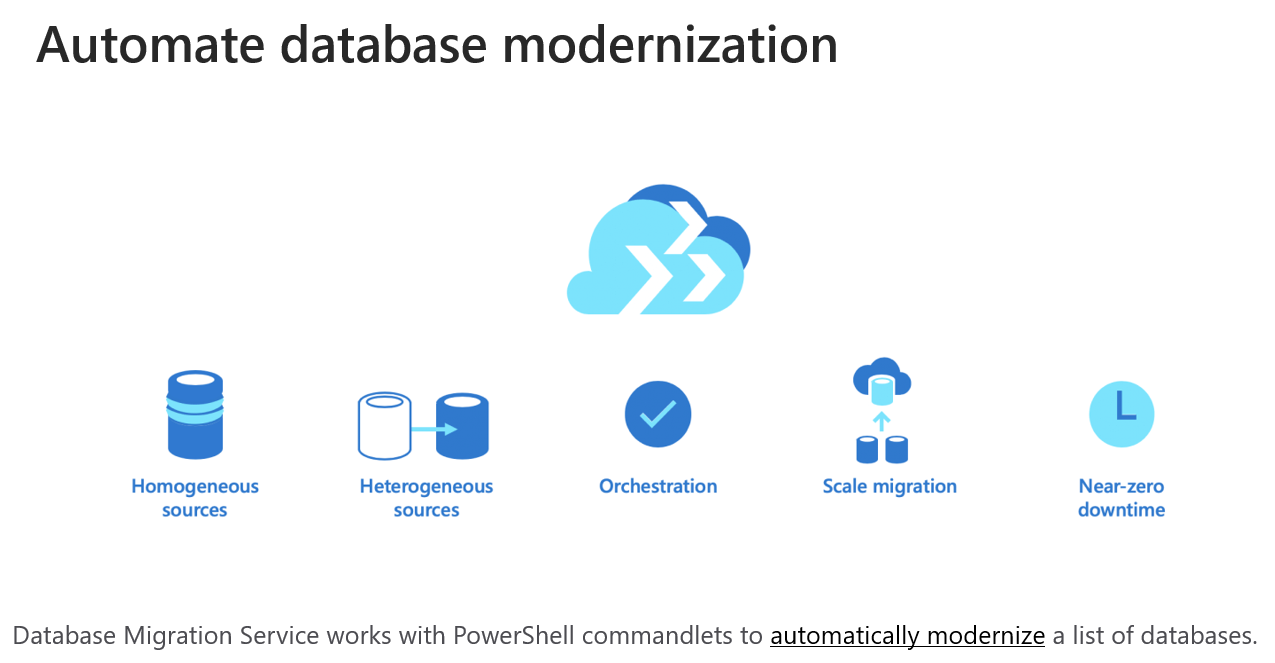 Automate database modernization
Homogeneous
sources
Heterogeneous
sources
Orchestration
Scale migration
Near-zero
downtime
Database Migration Service works with PowerShell commandlets to automatically modernize a list of databases.